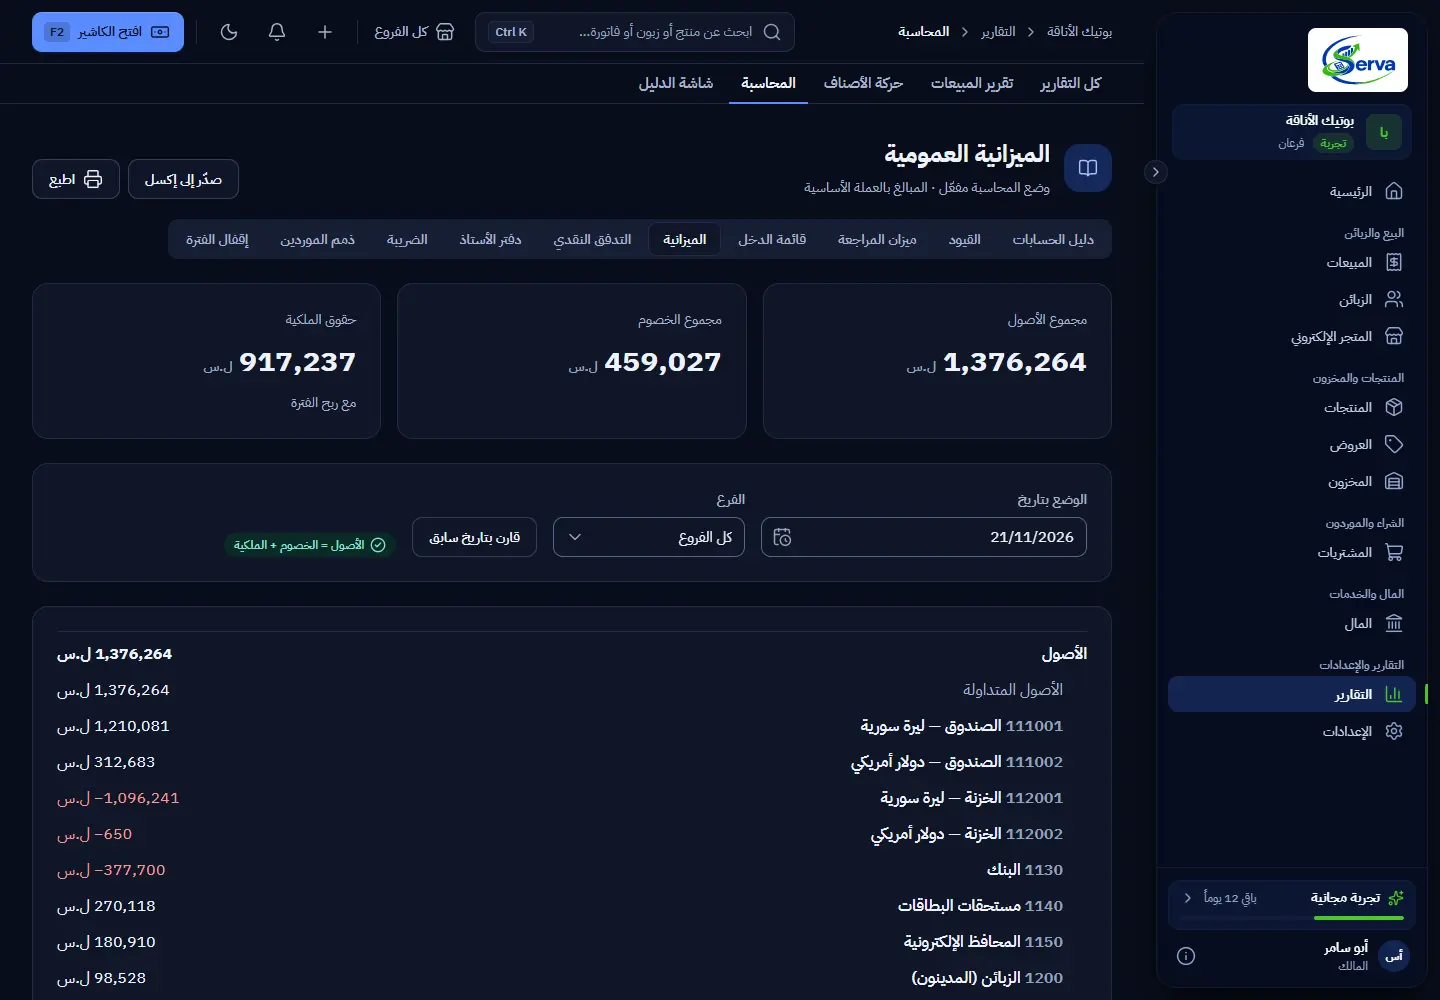 Serva
با
بوتيك الأناقة
تجربة فرعان
الرئيسية
البيع والزبائن
المبيعات
الزبائن
المتجر الإلكتروني
المنتجات والمخزون
المنتجات
العروض
المخزون
الشراء والموردون
المشتريات
المال والخدمات
المال
التقارير والإعدادات
التقارير
الإعدادات
تجربة مجانية باقي 12 يوماً
أس
أبو سامر
المالك
بوتيك الأناقة التقارير المحاسبة
ابحث عن منتج أو زبون أو فاتورة... Ctrl K
كل الفروع
افتح الكاشير F2
كل التقارير تقرير المبيعات حركة الأصناف المحاسبة شاشة الدليل
الميزانية العمومية
وضع المحاسبة مفعّل · المبالغ بالعملة الأساسية
صدّر إلى إكسل اطبع
دليل الحسابات القيود ميزان المراجعة قائمة الدخل الميزانية التدفق النقدي دفتر الأستاذ الضريبة ذمم الموردين إقفال الفترة
مجموع الأصول
1,376,264 ل.س
مجموع الخصوم
459,027 ل.س
حقوق الملكية
917,237 ل.س
مع ربح الفترة
الوضع بتاريخ
21/11/2026
الفرع
كل الفروع
قارن بتاريخ سابق
الأصول = الخصوم + الملكية
الأصول 1,376,264 ل.س
الأصول المتداولة 1,376,264 ل.س
111001 الصندوق — ليرة سورية 1,210,081 ل.س
111002 الصندوق — دولار أمريكي 312,683 ل.س
112001 الخزنة — ليرة سورية −1,096,241 ل.س
112002 الخزنة — دولار أمريكي −650 ل.س
1130 البنك −377,700 ل.س
1140 مستحقات البطاقات 270,118 ل.س
1150 المحافظ الإلكترونية 180,910 ل.س
1200 الزبائن (المدينون) 98,528 ل.س